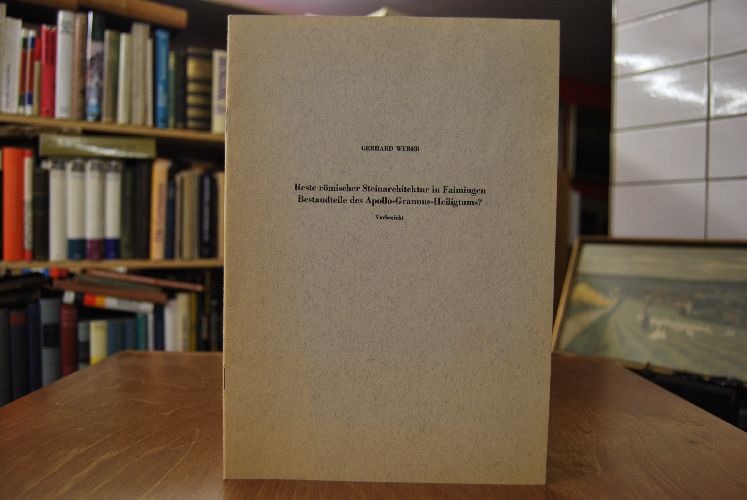 GERHARD WEBER
Reste römischer Steinarchitektur in Faimingen
Bestandteile des Apollo-Grannus-Heiligtums?
Vorbericht